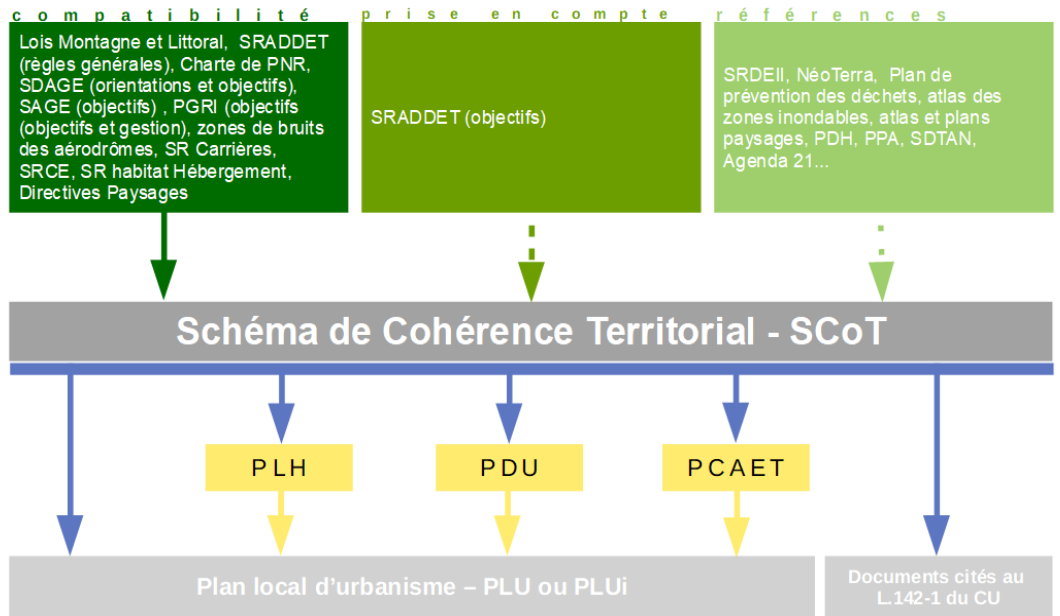 compatibilité
prise en compte
références
Lois Montagne et Littoral, SRADDET
(règles générales), Charte de PNR,
SDAGE (orientations et objectifs),
SAGE (objectifs) , PGRI (objectifs
(objectifs et gestion), zones de bruits
des aérodrômes, SR Carrières,
SRCE, SR habitat Hébergement,
Directives Paysages
SRADDET (objectifs)
SRDEII, NéoTerra, Plan de
prévention des déchets, atlas des
zones inondables, atlas et plans
paysages, PDH, PPA, SDTAN,
Agenda 21...
Schéma de Cohérence Territorial - SCoT
PLH
PDU
PCAET
Plan local d'urbanisme – PLU ou PLUi
Documents cités au
L.142-1 du CU